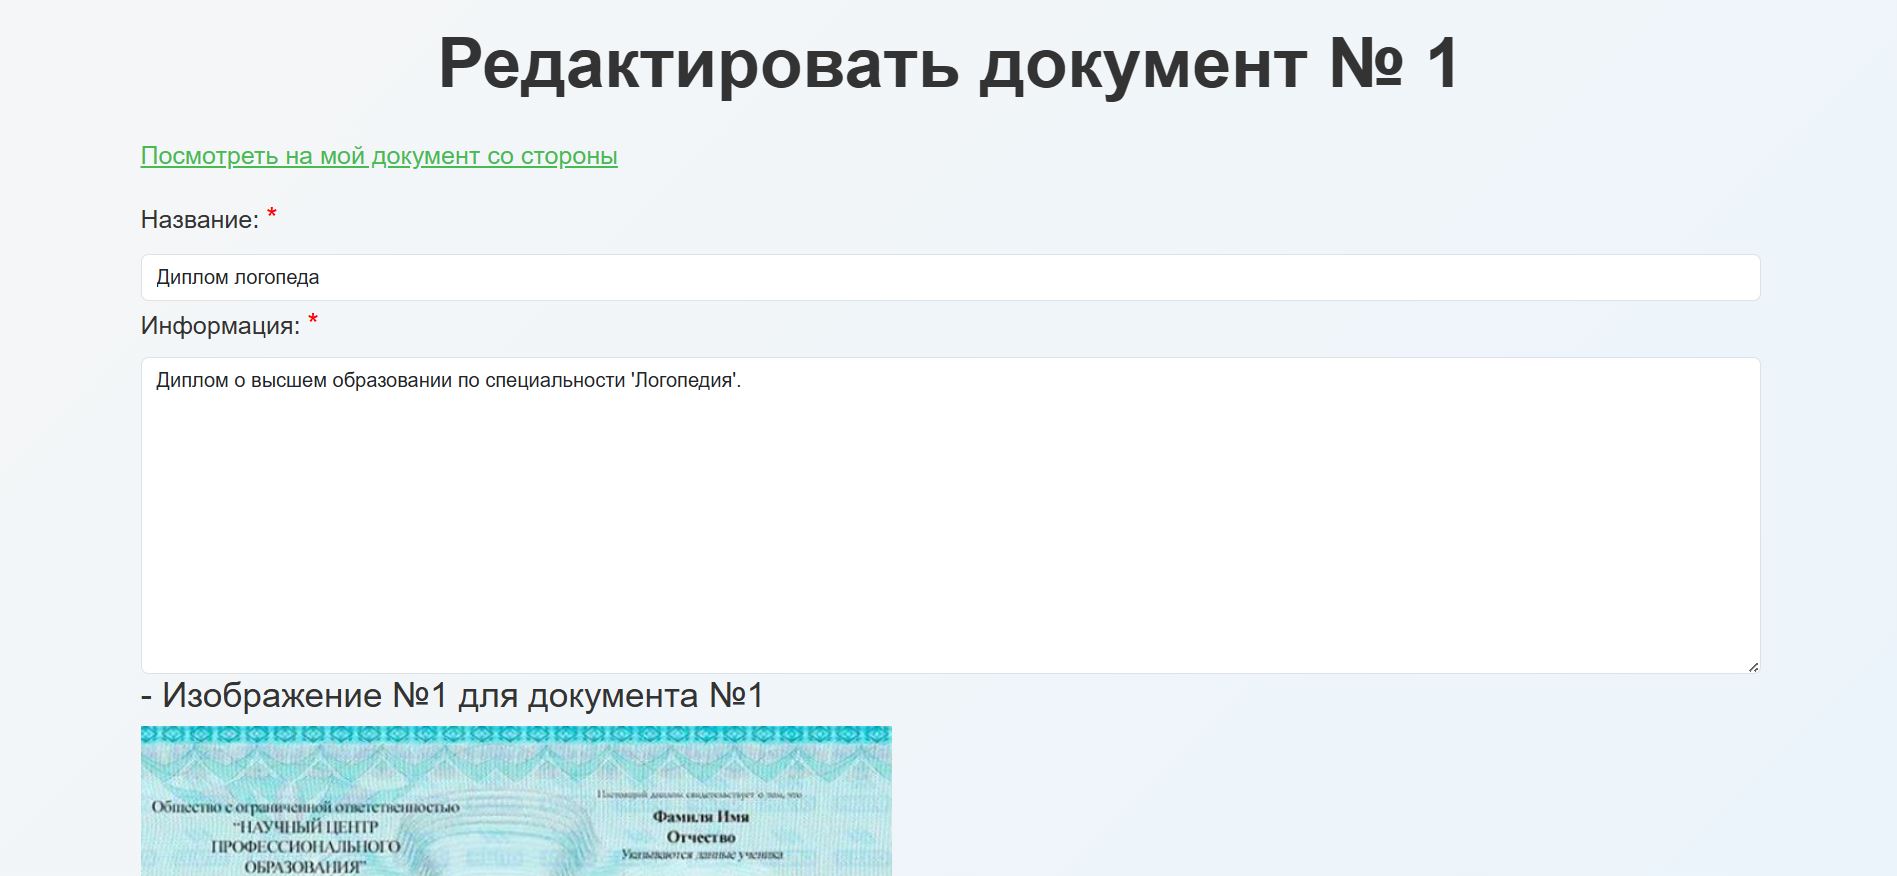 Редактировать документ № 1
Посмотреть на мой документ со стороны
Название: *
Диплом логопеда
Информация: *
Диплом о высшем образовании по специальности 'Логопедия'.
- Изображение №1 для документа №1
Общество с ограниченной ответственностью
"НАУЧНЫЙ ЦЕНТР
ПРОФЕССИОНАЛЬНОГО
ОБРАЗОВАНИЯ"
Настоящий диплом свидетельствует о том, что
Фамиля Имя
Отчество
Указываются данные ученика